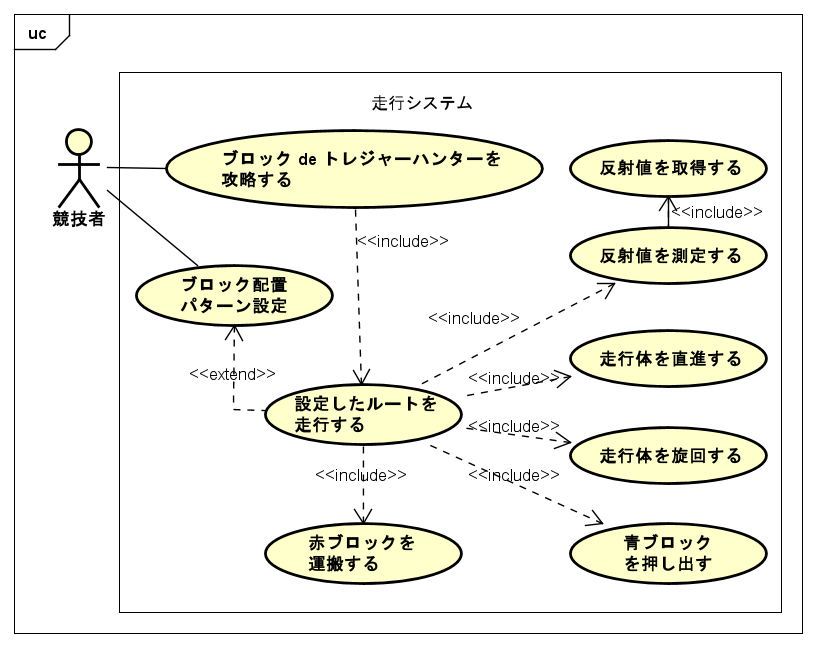 uc
走行システム
競技者
ブロック de トレジャーハンターを
攻略する
反射値を取得する
<<include>>
<<include>>
反射値を測定する
ブロック配置
パターン設定
<<include>>
走行体を直進する
<<extend>>
<<include>>
設定したルートを
走行する
<<include>>
走行体を旋回する
<<include>>
<<include>>
赤ブロックを
運搬する
青ブロック
を押し出す